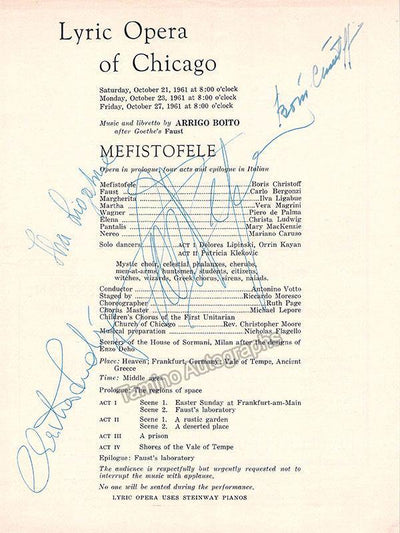 Lyric Opera
of Chicago
Saturday, October 21, 1961 at 8:00 o'clock
Monday, October 23, 1961 at 8:00 o'clock
Friday, October 27, 1961 at 8:00 o'clock
Music and libretto by ARRIGO BOITO
after Goethe's Faust
MEFISTOFELE
Opera in prologue, four acts and epilogue in Italian
Mefistofele Boris Christoff
Faust Carlo Bergonzi
Margherita Ilva Ligabue
Martha Vera Magrini
Wagner Piero de Palma
Elena Christa Ludwig
Pantalis Mary MacKenzie
Nereo Mariano Caruso
Solo dancers ACT I Dolores Lipinski, Orrin Kayan
ACT II Patricia Klekovic
Mystic choir, celestial phalanxes, cherubs,
men-at-arms, huntsmen, students, citizens,
witches, wizards, Greek chorus, sirens, naiads.
Conductor Antonino Votto
Staged by Riccardo Moresco
Choreographer Ruth Page
Chorus Master Michael Lepore
Children's Chorus of the First Unitarian
Church of Chicago Rev. Christopher Moore
Musical preparation Nicholas Flagello
Scenery of the House of Sormani, Milan after the designs of
Enzo Deho
Place: Heaven; Frankfurt, Germany; Vale of Tempe, Ancient
Greece
Time: Middle ages
Prologue: The regions of space
ACT I Scene 1. Easter Sunday at Frankfurt-am-Main
Scene 2. Faust's laboratory
ACT II Scene 1. A rustic garden
Scene 2. A deserted place
ACT III A prison
ACT IV Shores of the Vale of Tempe
Epilogue: Faust's laboratory
The audience is respectfully but urgently requested not to
interrupt the music with applause.
No one will be seated during the performance.
LYRIC OPERA USES STEINWAY PIANOS
Boris Christoff
Ilva Ligabue
Christa Ludwig
Tamino Autographs